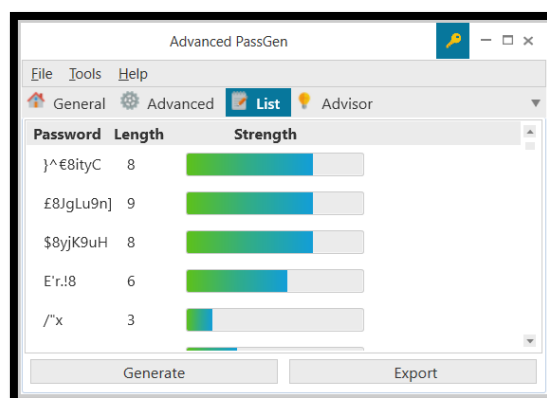 Advanced PassGen
File Tools Help
General Advanced List Advisor
Password Length Strength
}^€8ityC 8
£8JgLu9n] 9
$8yjK9uH 8
E'r.!8 6
/"x 3
Generate Export